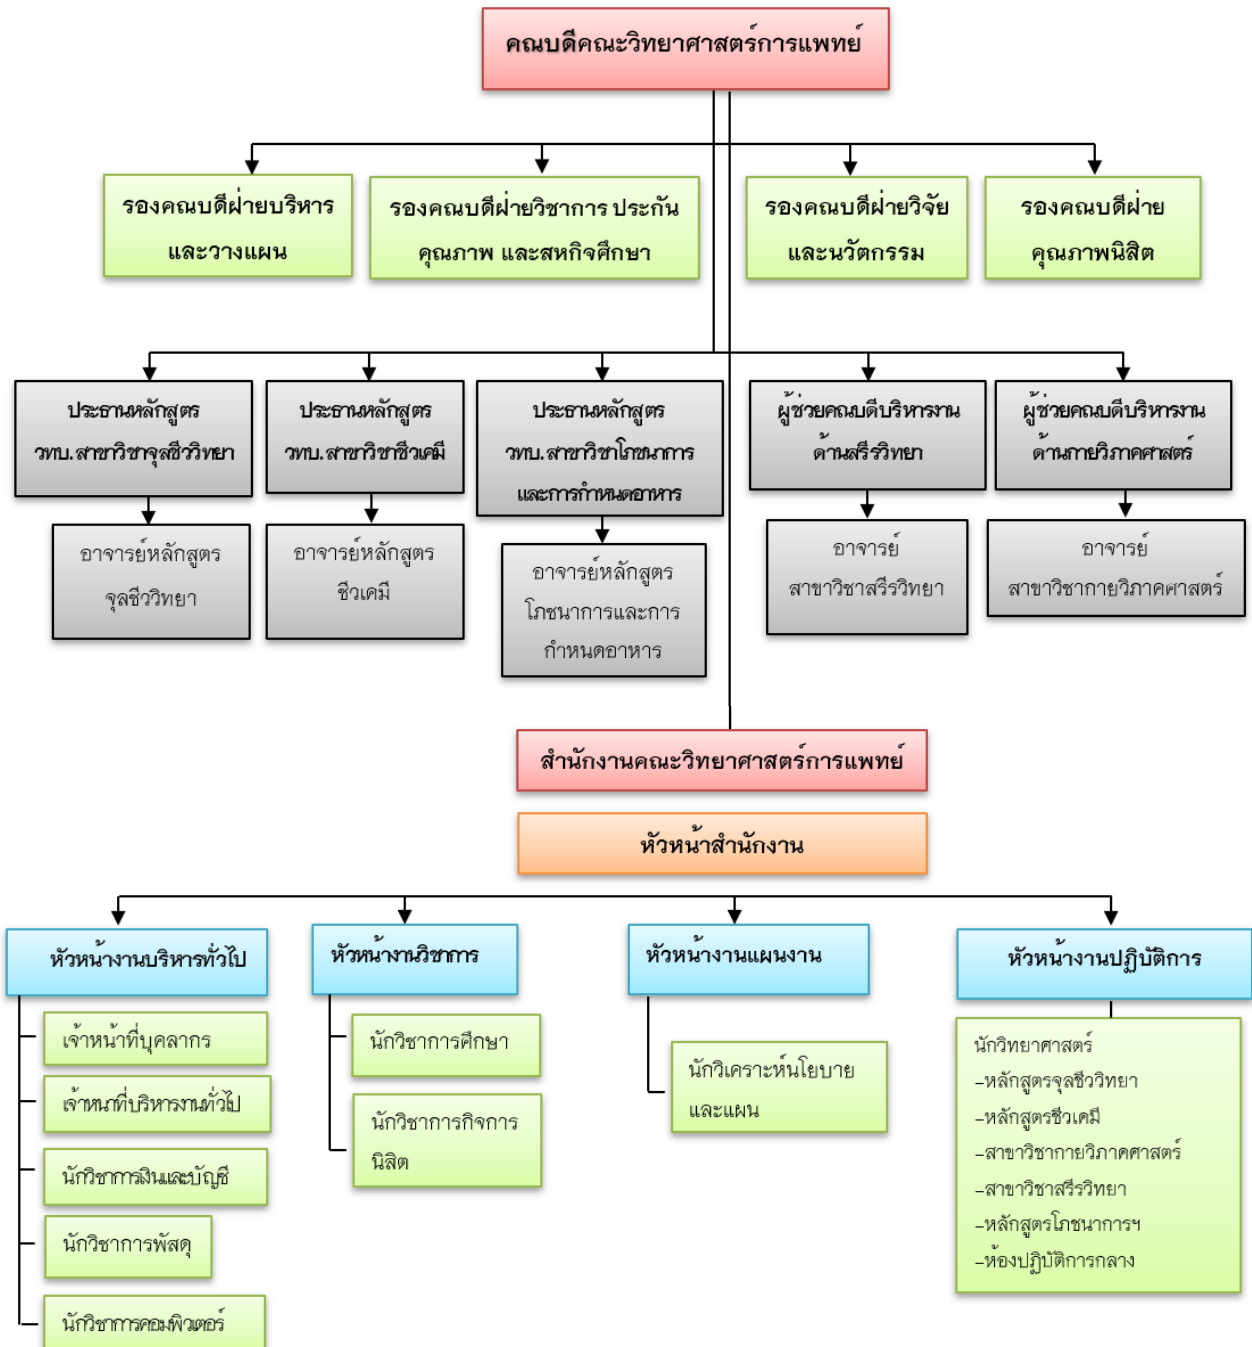 คณบดีคณะวิทยาศาสตร์การแพทย์
รองคณบดีฝ่ายบริหาร
และวางแผน
รองคณบดีฝ่ายวิชาการ ประกัน
คุณภาพ และสหกิจศึกษา
รองคณบดีฝ่ายวิจัย
และนวัตกรรม
รองคณบดีฝ่าย
คุณภาพนิสิต
ประธานหลักสูตร
วทบ.สาขาวิชาจุลชีววิทยา
ประธานหลักสูตร
วทบ.สาขาวิชาชีวเคมี
ประธานหลักสูตร
วทบ.สาขาวิชาโภชนาการ
และการกำหนดอาหาร
ผู้ช่วยคณบดีบริหารงาน
ด้านสรีรวิทยา
ผู้ช่วยคณบดีบริหารงาน
ด้านกายวิภาคศาสตร์
อาจารย์หลักสูตร
จุลชีววิทยา
อาจารย์หลักสูตร
ชีวเคมี
อาจารย์หลักสูตร
โภชนาการและการ
กำหนดอาหาร
อาจารย์
สาขาวิชาสรีรวิทยา
อาจารย์
สาขาวิชากายวิภาคศาสตร์
สำนักงานคณะวิทยาศาสตร์การแพทย์
หัวหน้าสำนักงาน
หัวหน้างานบริหารทั่วไป
เจ้าหน้าที่บุคลากร
เจ้าหน้าที่บริหารงานทั่วไป
นักวิชาการเงินและบัญชี
นักวิชาการพัสดุ
นักวิชาการคอมพิวเตอร์
หัวหน้างานวิชาการ
นักวิชาการศึกษา
นักวิชาการกิจการ
นิสิต
หัวหน้างานแผนงาน
นักวิเคราะห์นโยบาย
และแผน
หัวหน้างานปฏิบัติการ
นักวิทยาศาสตร์
-หลักสูตรจุลชีววิทยา
-หลักสูตรชีวเคมี
-สาขาวิชากายวิภาคศาสตร์
-สาขาวิชาสรีรวิทยา
-หลักสูตรโภชนาการฯ
-ห้องปฏิบัติการกลาง